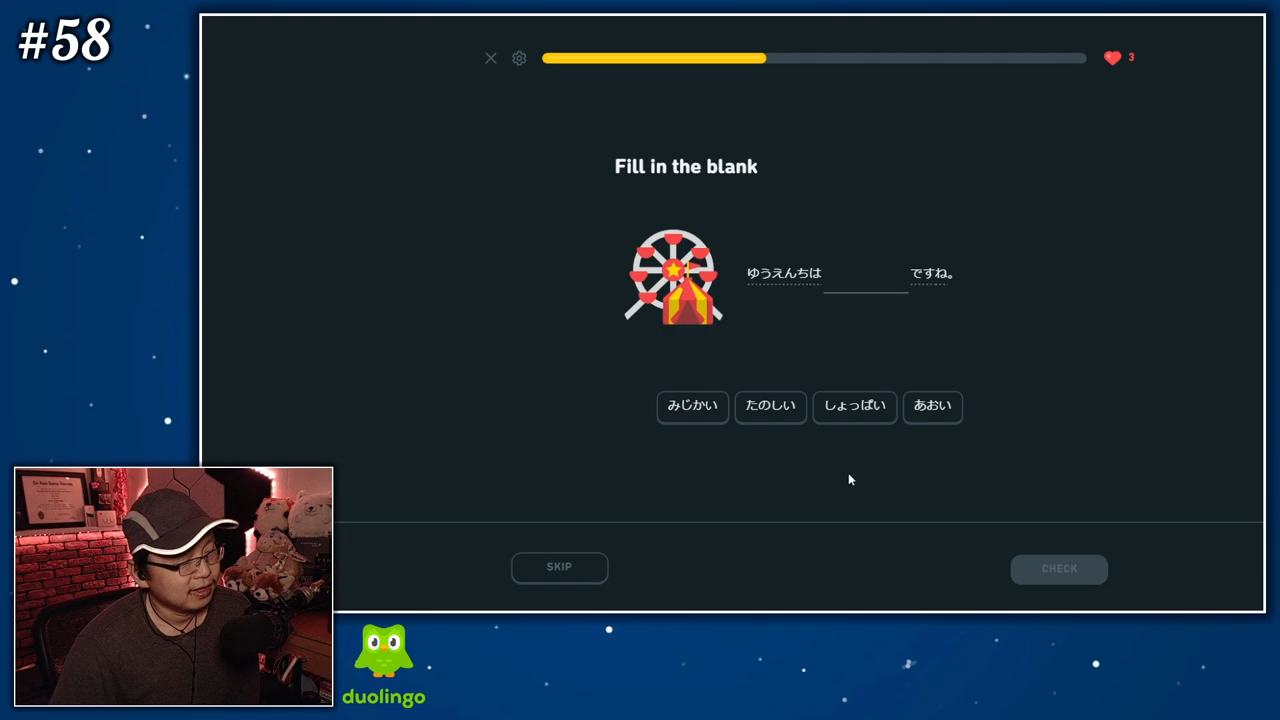 #58
3
Fill in the blank
ゆうえんちは ですね。
みじかい たのしい しょっぱい あおい
SKIP
CHECK
duolingo